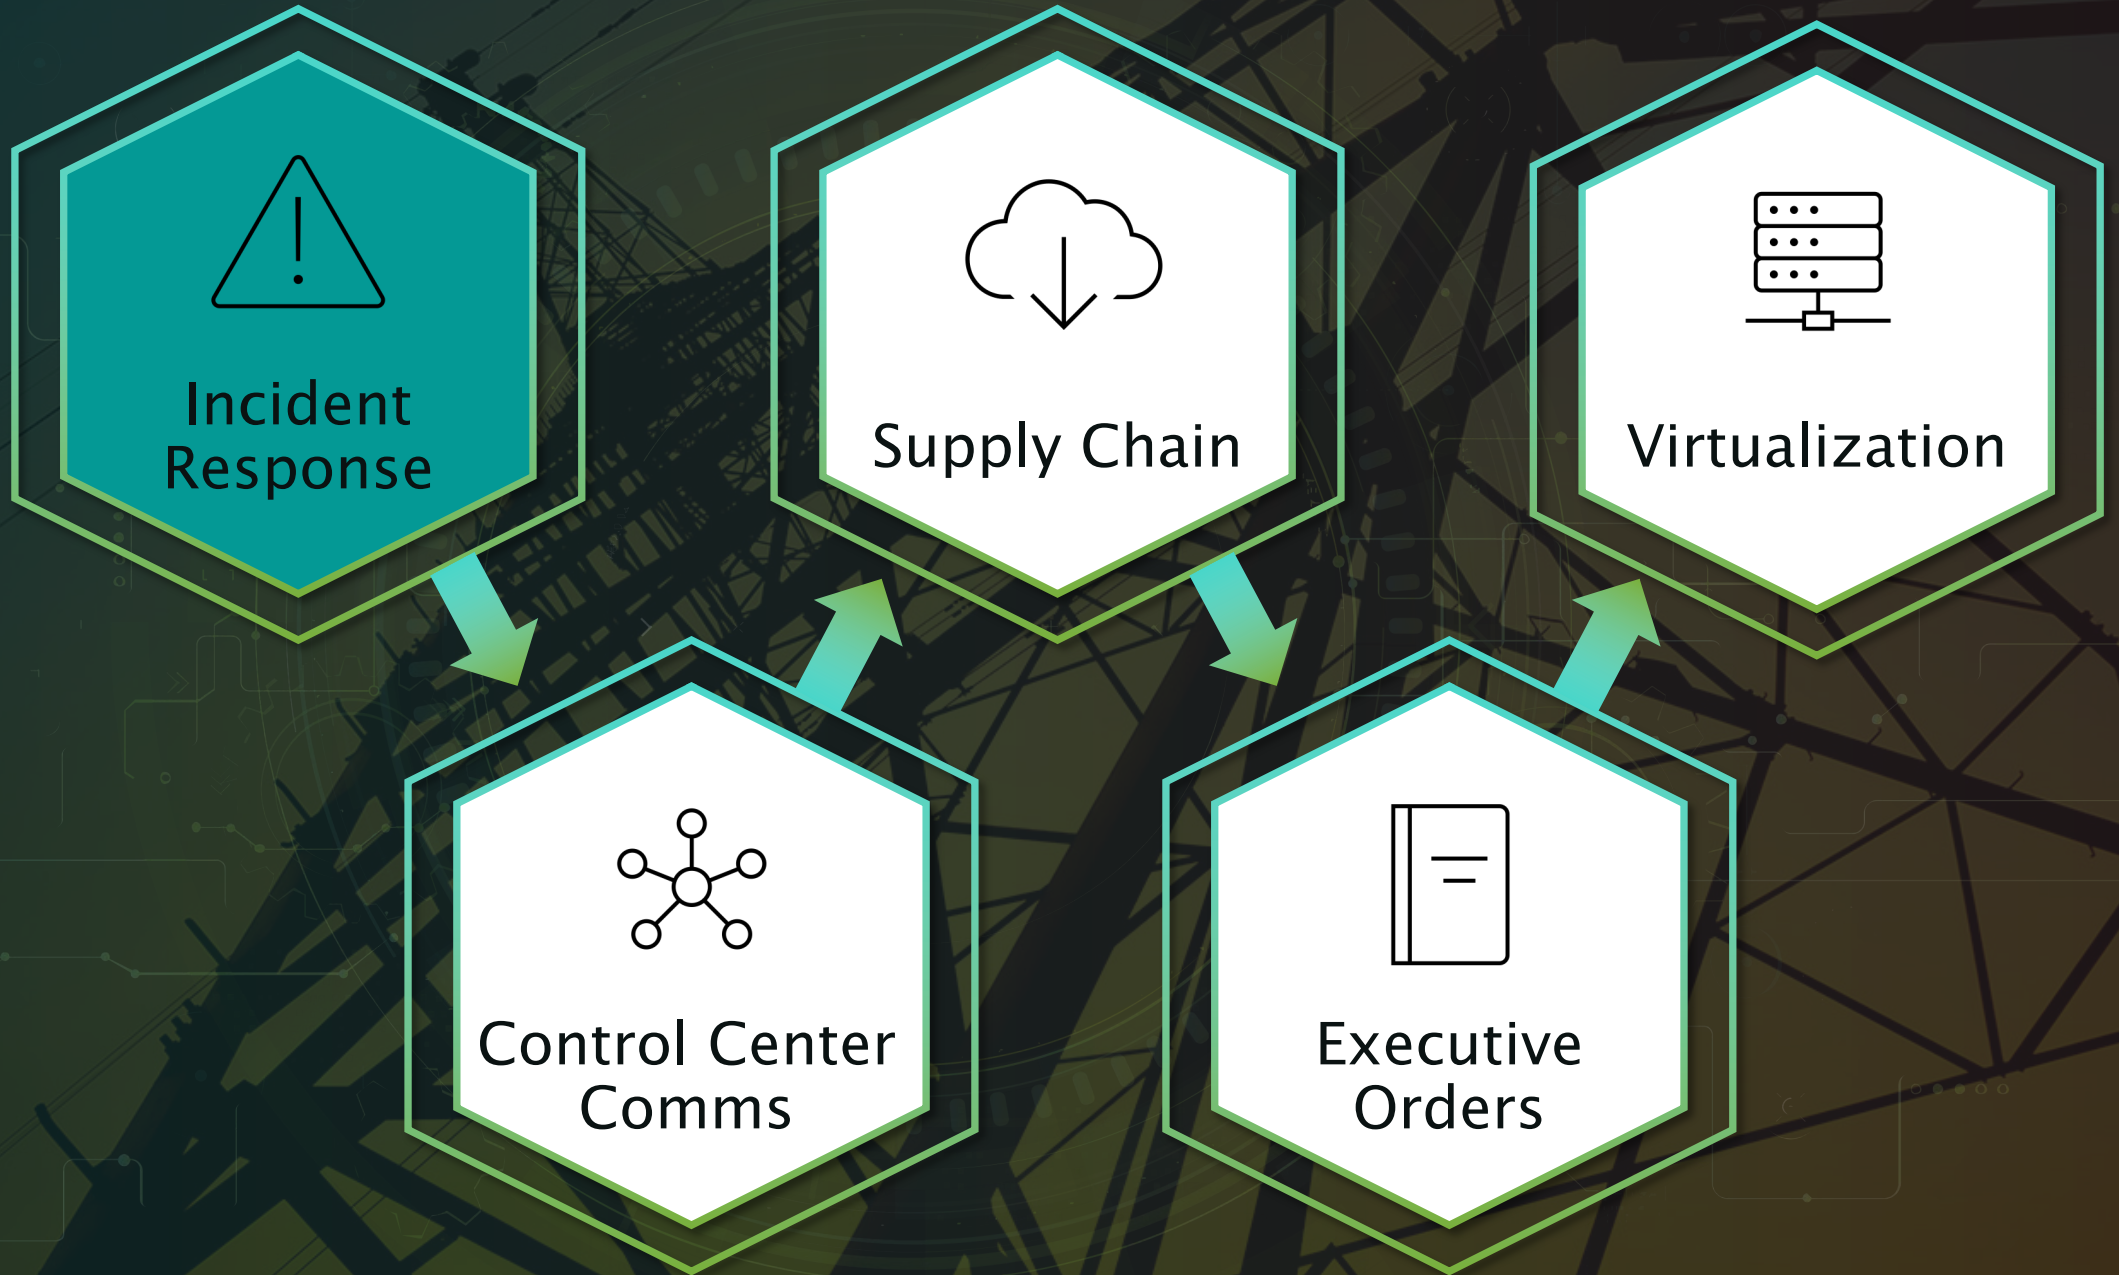 Incident
Response
Control Center
Comms
Supply Chain
Executive
Orders
Virtualization